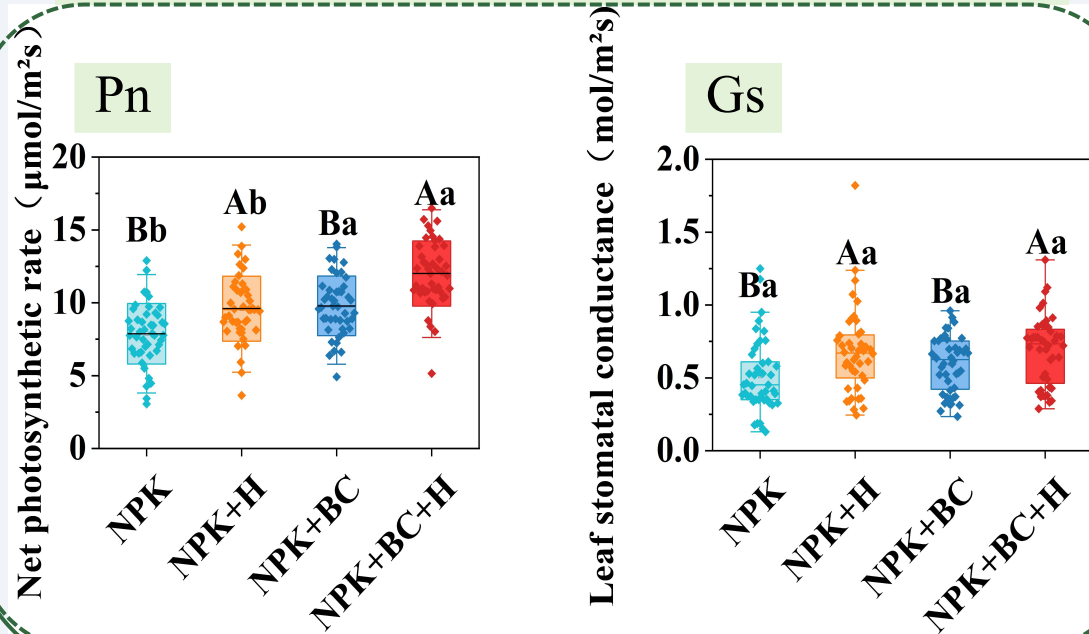 Net photosynthetic rate（μmol/m²s）
Pn
20
15
10
5
0
Bb
Ab
Ba
Aa
NPK
NPK+H
NPK+BC
NPK+BC+H
Leaf stomatal conductance（mol/m²s）
Gs
2.0
1.5
1.0
0.5
0.0
Ba
Aa
Ba
Aa
NPK
NPK+H
NPK+BC
NPK+BC+H